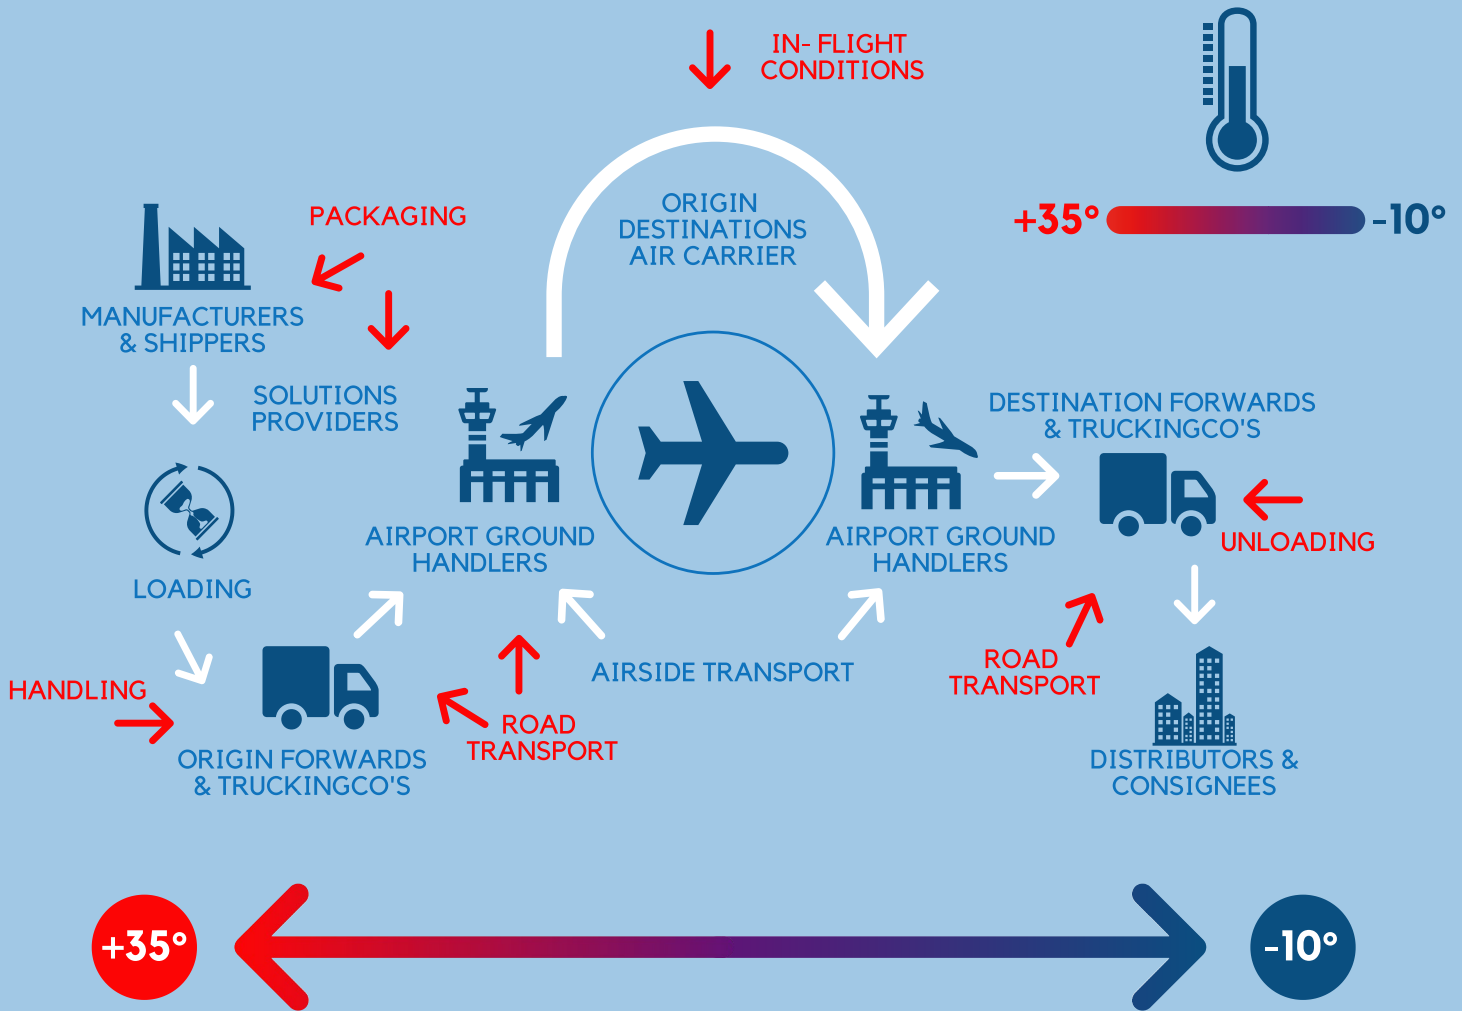 IN- FLIGHT
CONDITIONS
+35°
-10°
PACKAGING
ORIGIN
DESTINATIONS
AIR CARRIER
MANUFACTURERS
& SHIPPERS
SOLUTIONS
PROVIDERS
DESTINATION FORWARDS
& TRUCKINGCO'S
AIRPORT GROUND
HANDLERS
AIRPORT GROUND
HANDLERS
UNLOADING
LOADING
HANDLING
AIRSIDE TRANSPORT
ROAD
TRANSPORT
ROAD
TRANSPORT
ORIGIN FORWARDS
& TRUCKINGCO'S
DISTRIBUTORS &
CONSIGNEES
+35°
-10°